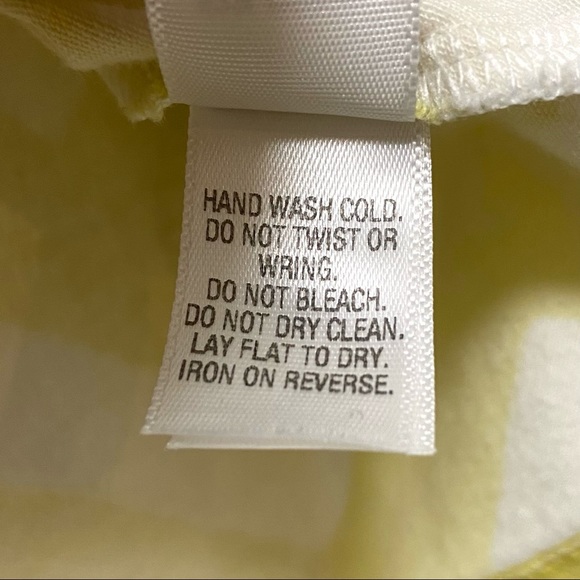 HAND WASH COLD.
DO NOT TWIST OR
WRING.
DO NOT BLEACH.
DO NOT DRY CLEAN.
LAY FLAT TO DRY.
IRON ON REVERSE.